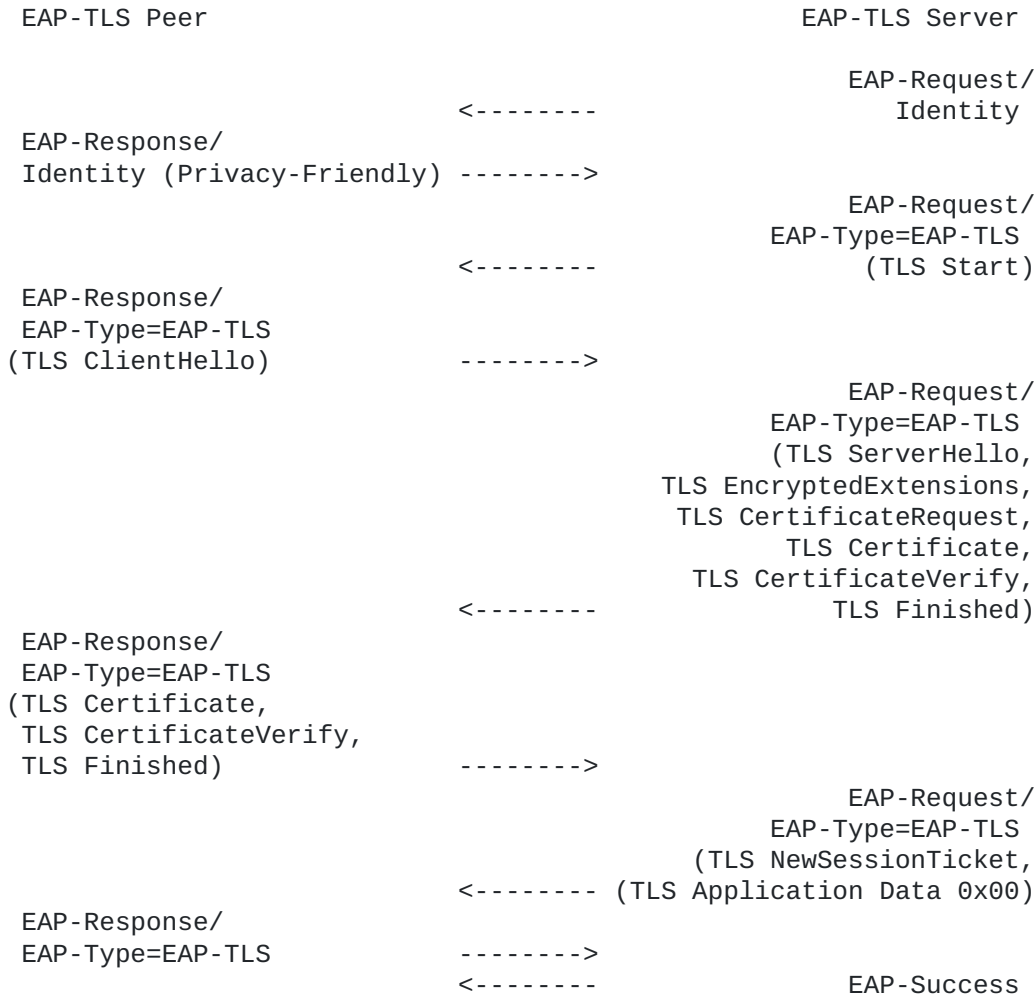 EAP-TLS Peer                                      EAP-TLS Server

                                                     EAP-Request/
                             <--------                  Identity
EAP-Response/
Identity (Privacy-Friendly)  -------->
                                                     EAP-Request/
                                                EAP-Type=EAP-TLS
                             <--------                (TLS Start)
EAP-Response/
EAP-Type=EAP-TLS
(TLS ClientHello)            -------->
                                                     EAP-Request/
                                                EAP-Type=EAP-TLS
                                                (TLS ServerHello,
                                         TLS EncryptedExtensions,
                                          TLS CertificateRequest,
                                                 TLS Certificate,
                                           TLS CertificateVerify,
                             <--------              TLS Finished)
EAP-Response/
EAP-Type=EAP-TLS
(TLS Certificate,
TLS CertificateVerify,
TLS Finished)                -------->
                                                     EAP-Request/
                                                EAP-Type=EAP-TLS
                                           (TLS NewSessionTicket,
                             <-------- (TLS Application Data 0x00)
EAP-Response/
EAP-Type=EAP-TLS             -------->
                             <--------               EAP-Success